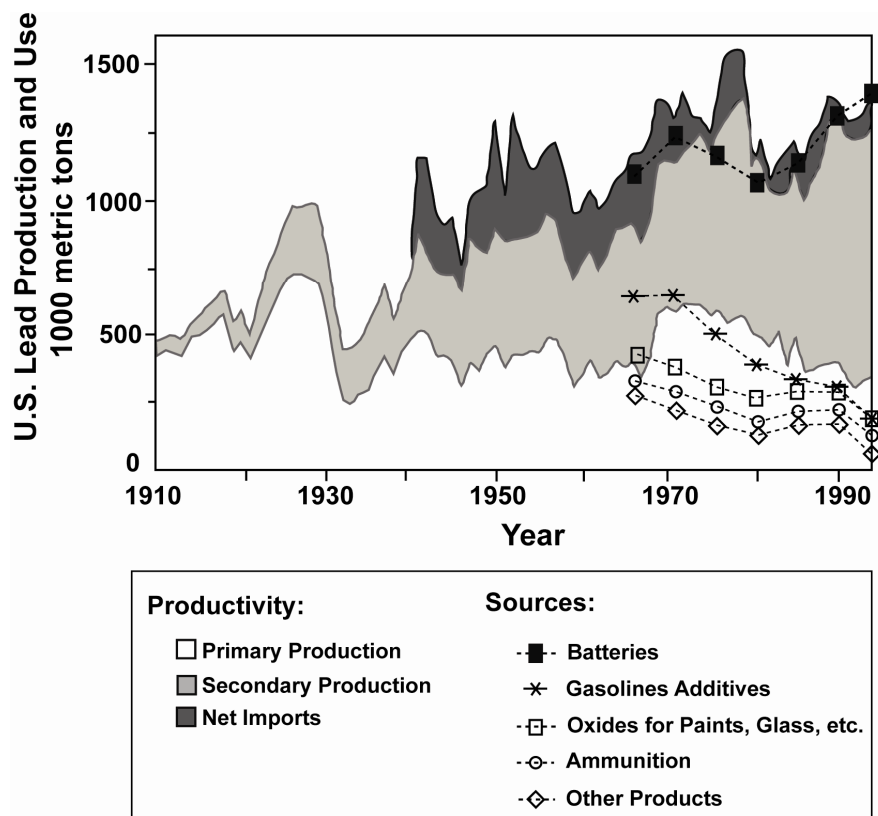 U.S. Lead Production and Use
1000 metric tons
1500
1000
500
0
1910
1930
1950
1970
1990
Year
Productivity:
Primary Production
Secondary Production
Net Imports
Sources:
Batteries
Gasolines Additives
Oxides for Paints, Glass, etc.
Ammunition
Other Products